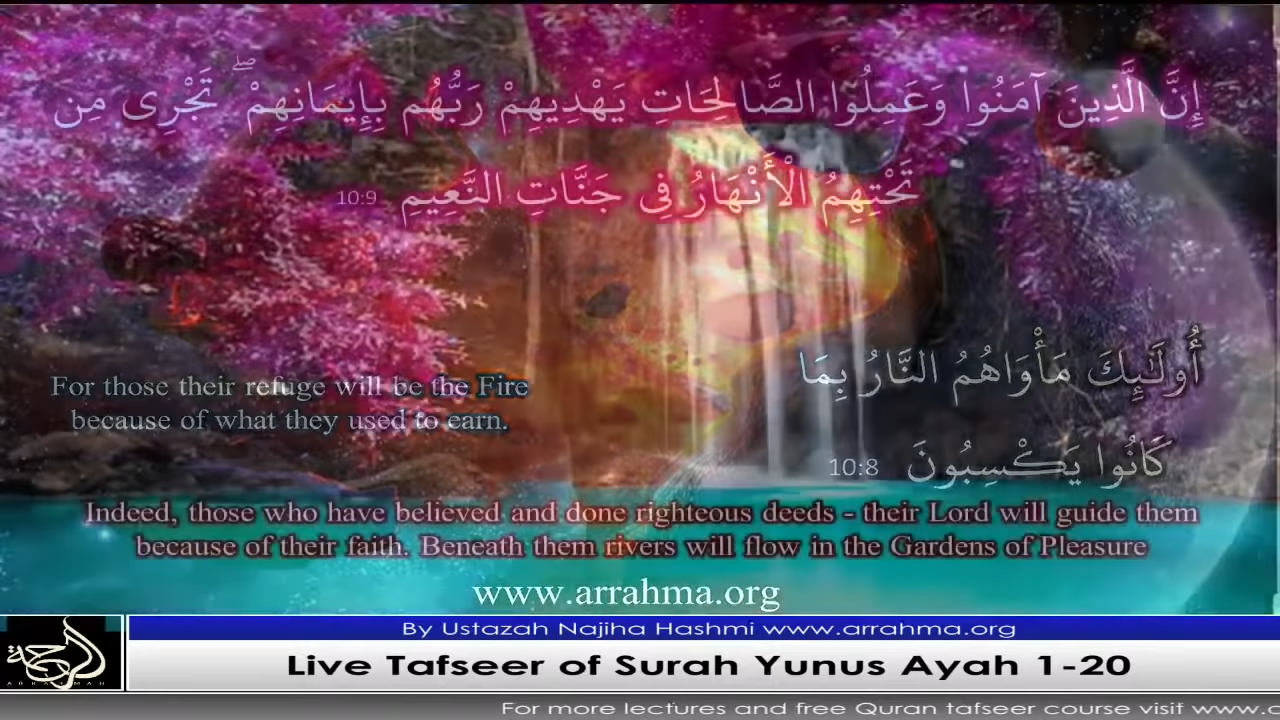 إِنَّ الَّذِينَ آمَنُوا وَعَمِلُوا الصَّالِحَاتِ يَهْدِيهِمْ رَبُّهُم بِإِيمَانِهِمْ ۖ تَجْرِى مِن
تَحْتِهِمُ الْأَنْهَارُ فِى جَنَّاتِ النَّعِيمِ 10:9
أُولَٰئِكَ مَأْوَاهُمُ النَّارُ بِمَا
كَانُوا يَكْسِبُونَ 10:8
For those their refuge will be the Fire
because of what they used to earn.
Indeed, those who have believed and done righteous deeds - their Lord will guide them
because of their faith. Beneath them rivers will flow in the Gardens of Pleasure
www.arrahma.org
By Ustazah Najiha Hashmi www.arrahma.org
الرحمة
ARRAHMAH
Live Tafseer of Surah Yunus Ayah 1-20
For more lectures and free Quran tafseer course visit www.